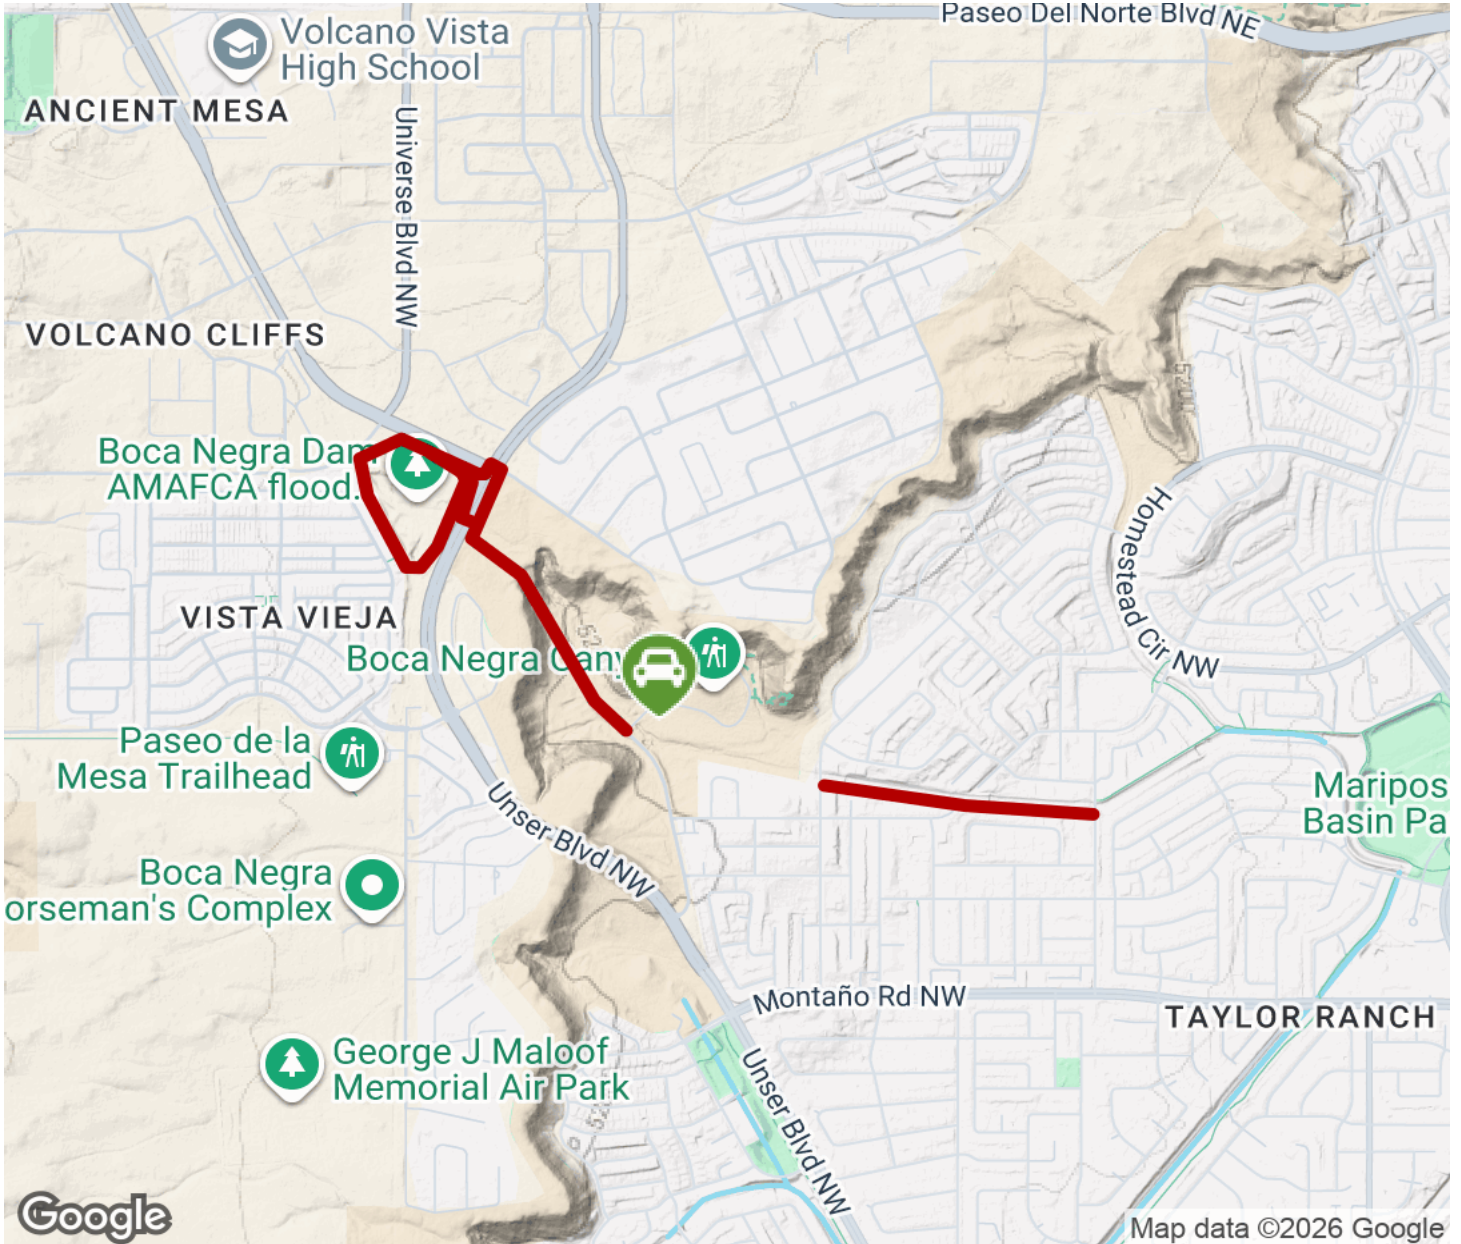 Paseo Del Norte Blvd NE
Volcano Vista
High School
ANCIENT MESA
Universe Blvd NW
VOLCANO CLIFFS
Boca Negra Dam
AMAFCA flood.
Homestead Cir NW
VISTA VIEJA
Boca Negra Cany
Paseo de la
Mesa Trailhead
Unser Blvd NW
Maripos
Basin Pa
Boca Negra
orseman's Complex
Montaño Rd NW
TAYLOR RANCH
George J Maloof
Memorial Air Park
Unser Blvd NW
Google
Map data ©2026 Google